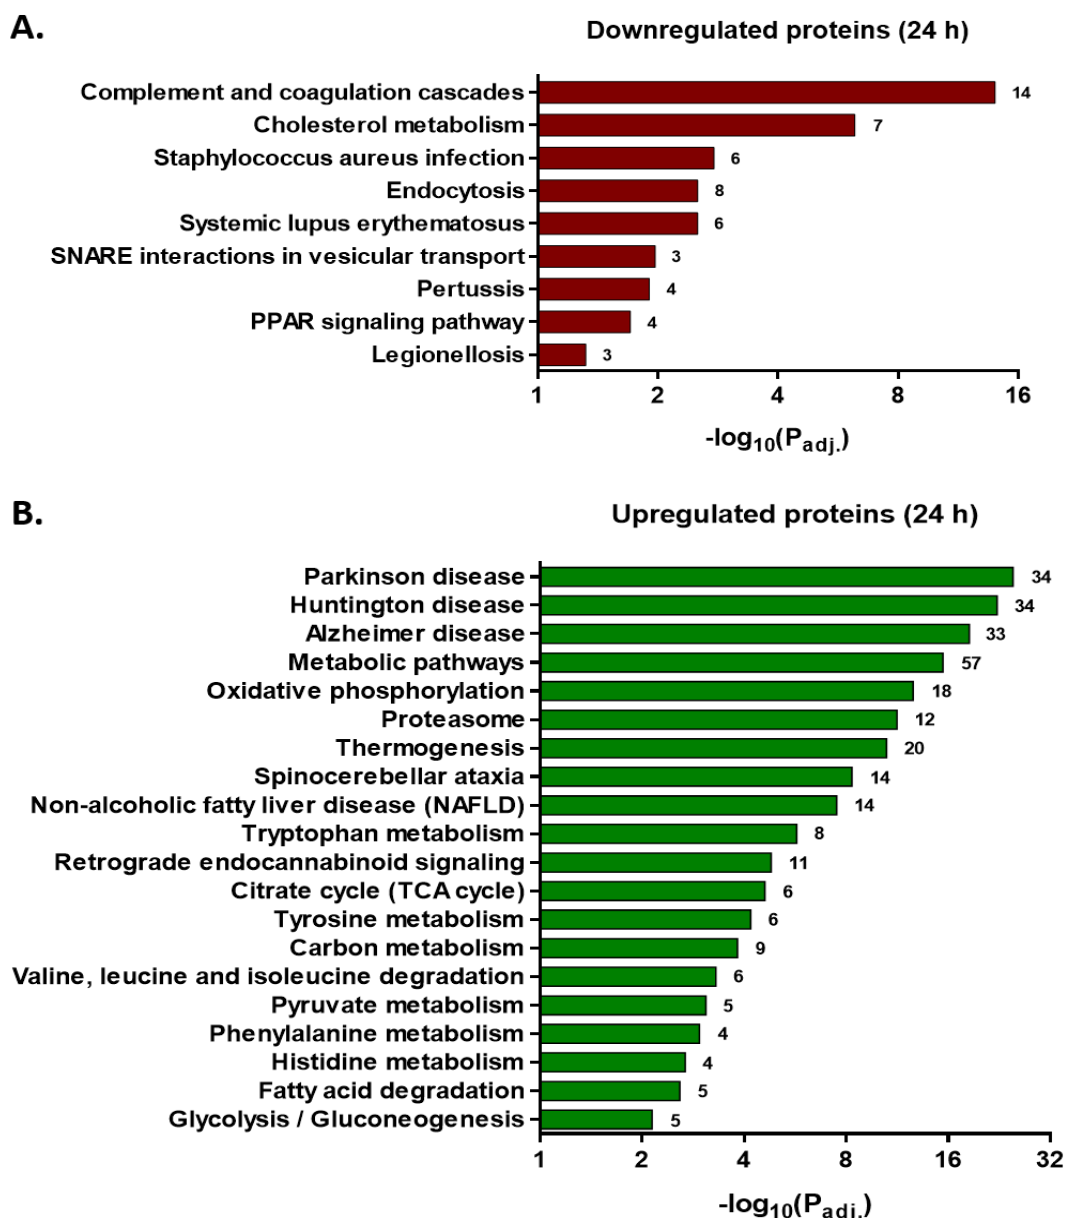 A.
Downregulated proteins (24 h)
Complement and coagulation cascades 14
Cholesterol metabolism 7
Staphylococcus aureus infection 6
Endocytosis 8
Systemic lupus erythematosus 6
SNARE interactions in vesicular transport 3
Pertussis 4
PPAR signaling pathway 4
Legionellosis 3
1 2 4 8 16
-log10(Padj.)
B.
Upregulated proteins (24 h)
Parkinson disease 34
Huntington disease 34
Alzheimer disease 33
Metabolic pathways 57
Oxidative phosphorylation 18
Proteasome 12
Thermogenesis 20
Spinocerebellar ataxia 14
Non-alcoholic fatty liver disease (NAFLD) 14
Tryptophan metabolism 8
Retrograde endocannabinoid signaling 11
Citrate cycle (TCA cycle) 6
Tyrosine metabolism 6
Carbon metabolism 9
Valine, leucine and isoleucine degradation 6
Pyruvate metabolism 5
Phenylalanine metabolism 4
Histidine metabolism 4
Fatty acid degradation 5
Glycolysis / Gluconeogenesis 5
1 2 4 8 16 32
-log10(Padj.)